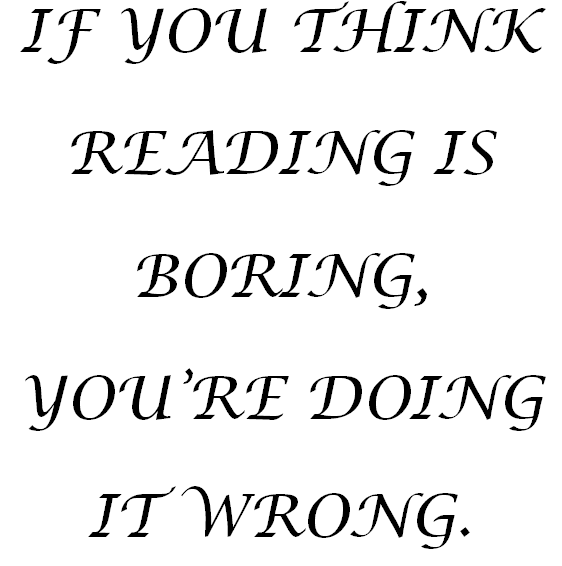 IF YOU THINK
READING IS
BORING,
YOU’RE DOING
IT WRONG.